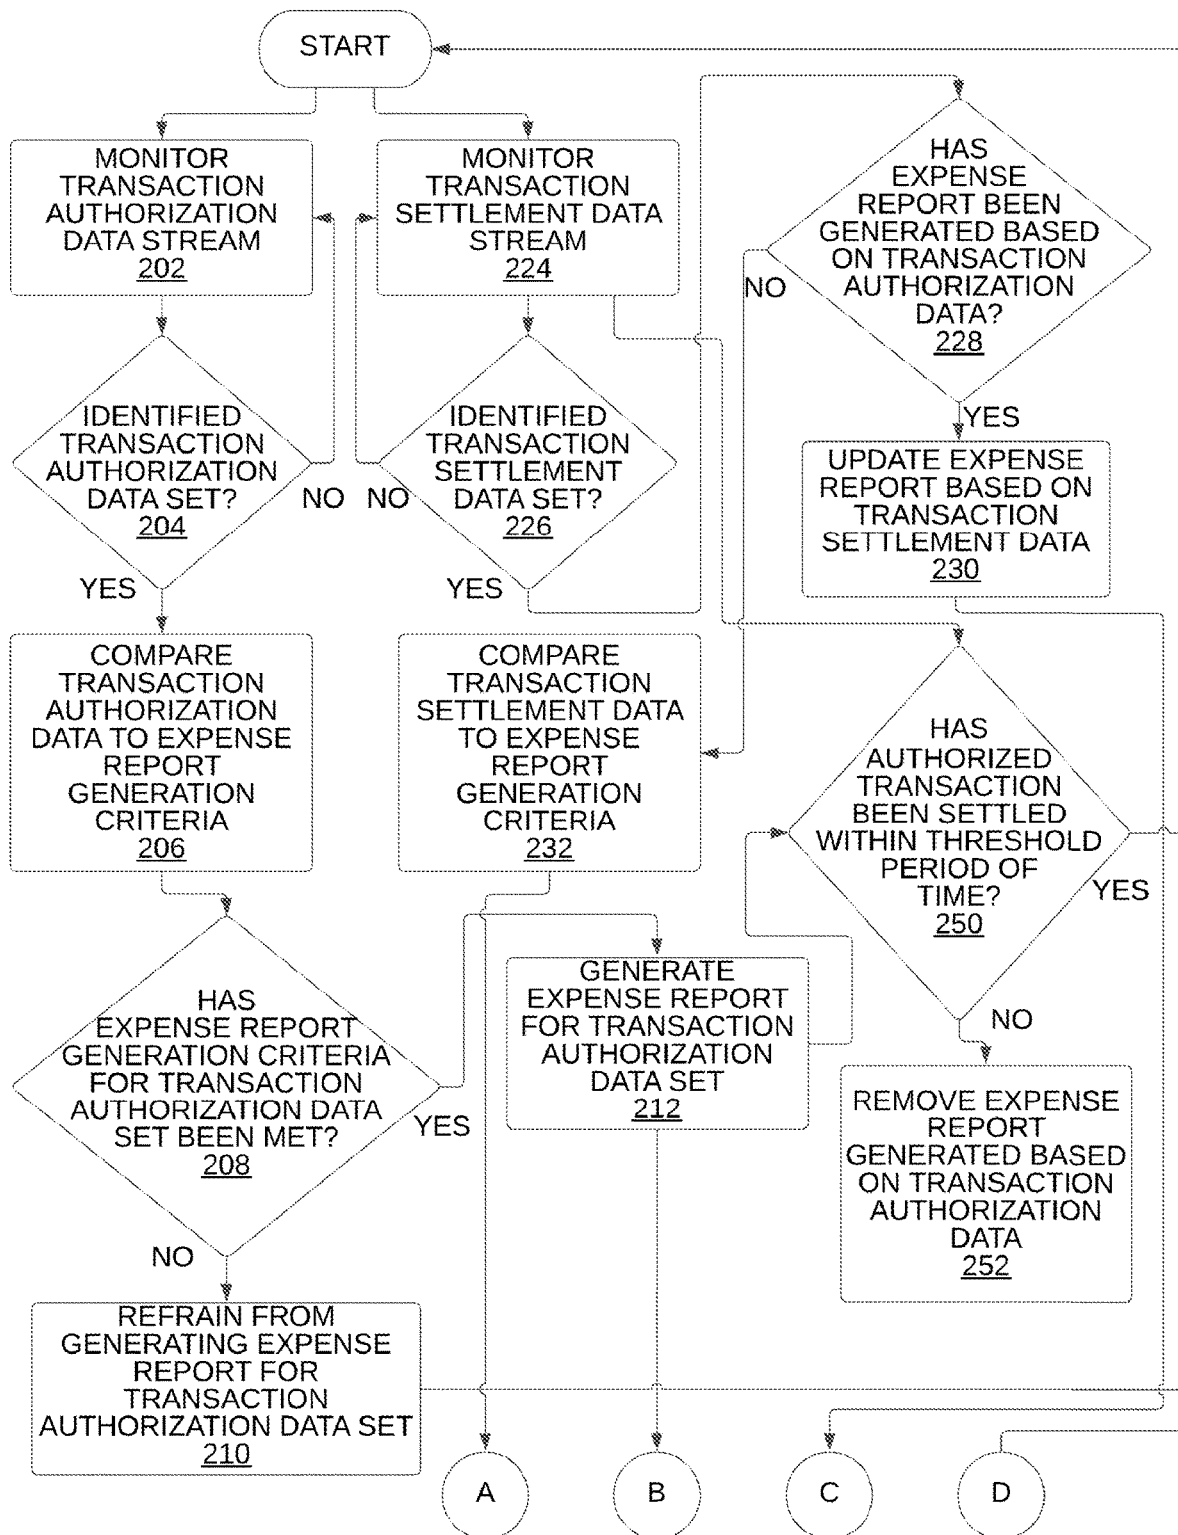 START
MONITOR
TRANSACTION
AUTHORIZATION
DATA STREAM
202
MONITOR
TRANSACTION
SETTLEMENT DATA
STREAM
224
HAS
EXPENSE
REPORT BEEN
GENERATED BASED
ON TRANSACTION
AUTHORIZATION
DATA?
228
NO
YES
IDENTIFIED
TRANSACTION
AUTHORIZATION
DATA SET?
204
NO
YES
IDENTIFIED
TRANSACTION
SETTLEMENT
DATA SET?
226
NO
YES
UPDATE EXPENSE
REPORT BASED ON
TRANSACTION
SETTLEMENT DATA
230
COMPARE
TRANSACTION
AUTHORIZATION
DATA TO EXPENSE
REPORT
GENERATION
CRITERIA
206
COMPARE
TRANSACTION
SETTLEMENT DATA
TO EXPENSE
REPORT
GENERATION
CRITERIA
232
HAS
AUTHORIZED
TRANSACTION
BEEN SETTLED
WITHIN THRESHOLD
PERIOD OF
TIME?
250
YES
NO
HAS
EXPENSE REPORT
GENERATION CRITERIA
FOR TRANSACTION
AUTHORIZATION DATA
SET BEEN MET?
208
YES
NO
GENERATE
EXPENSE REPORT
FOR TRANSACTION
AUTHORIZATION
DATA SET
212
REMOVE EXPENSE
REPORT
GENERATED BASED
ON TRANSACTION
AUTHORIZATION
DATA
252
REFRAIN FROM
GENERATING EXPENSE
REPORT FOR
TRANSACTION
AUTHORIZATION DATA SET
210
A
B
C
D